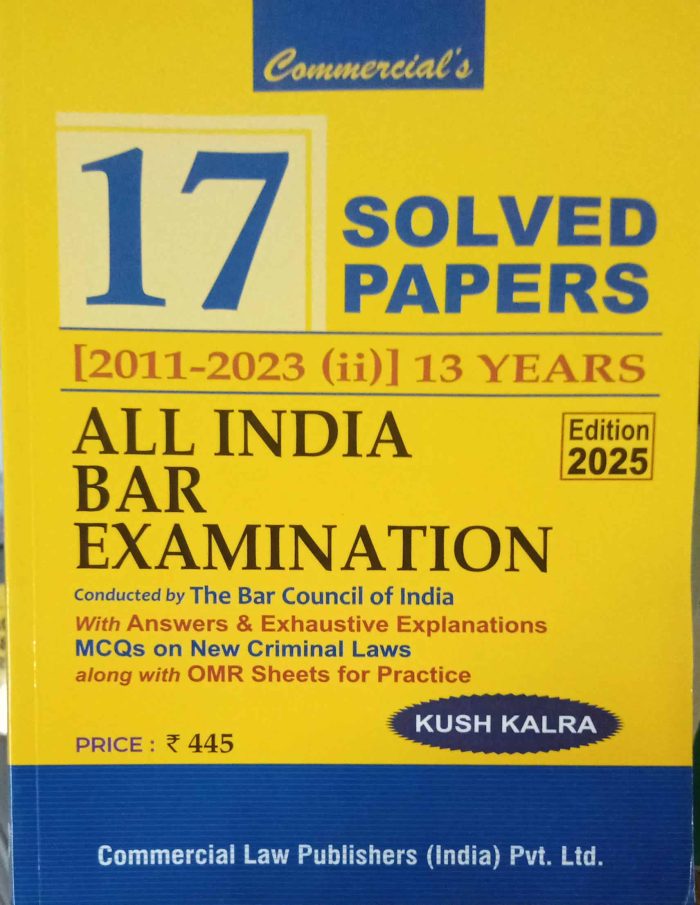 Commercial's
17 SOLVED
PAPERS
[2011-2023 (ii)] 13 YEARS
ALL INDIA
BAR
EXAMINATION
Edition
2025
Conducted by The Bar Council of India
With Answers & Exhaustive Explanations
MCQs on New Criminal Laws
along with OMR Sheets for Practice
KUSH KALRA
PRICE : ₹ 445
Commercial Law Publishers (India) Pvt. Ltd.